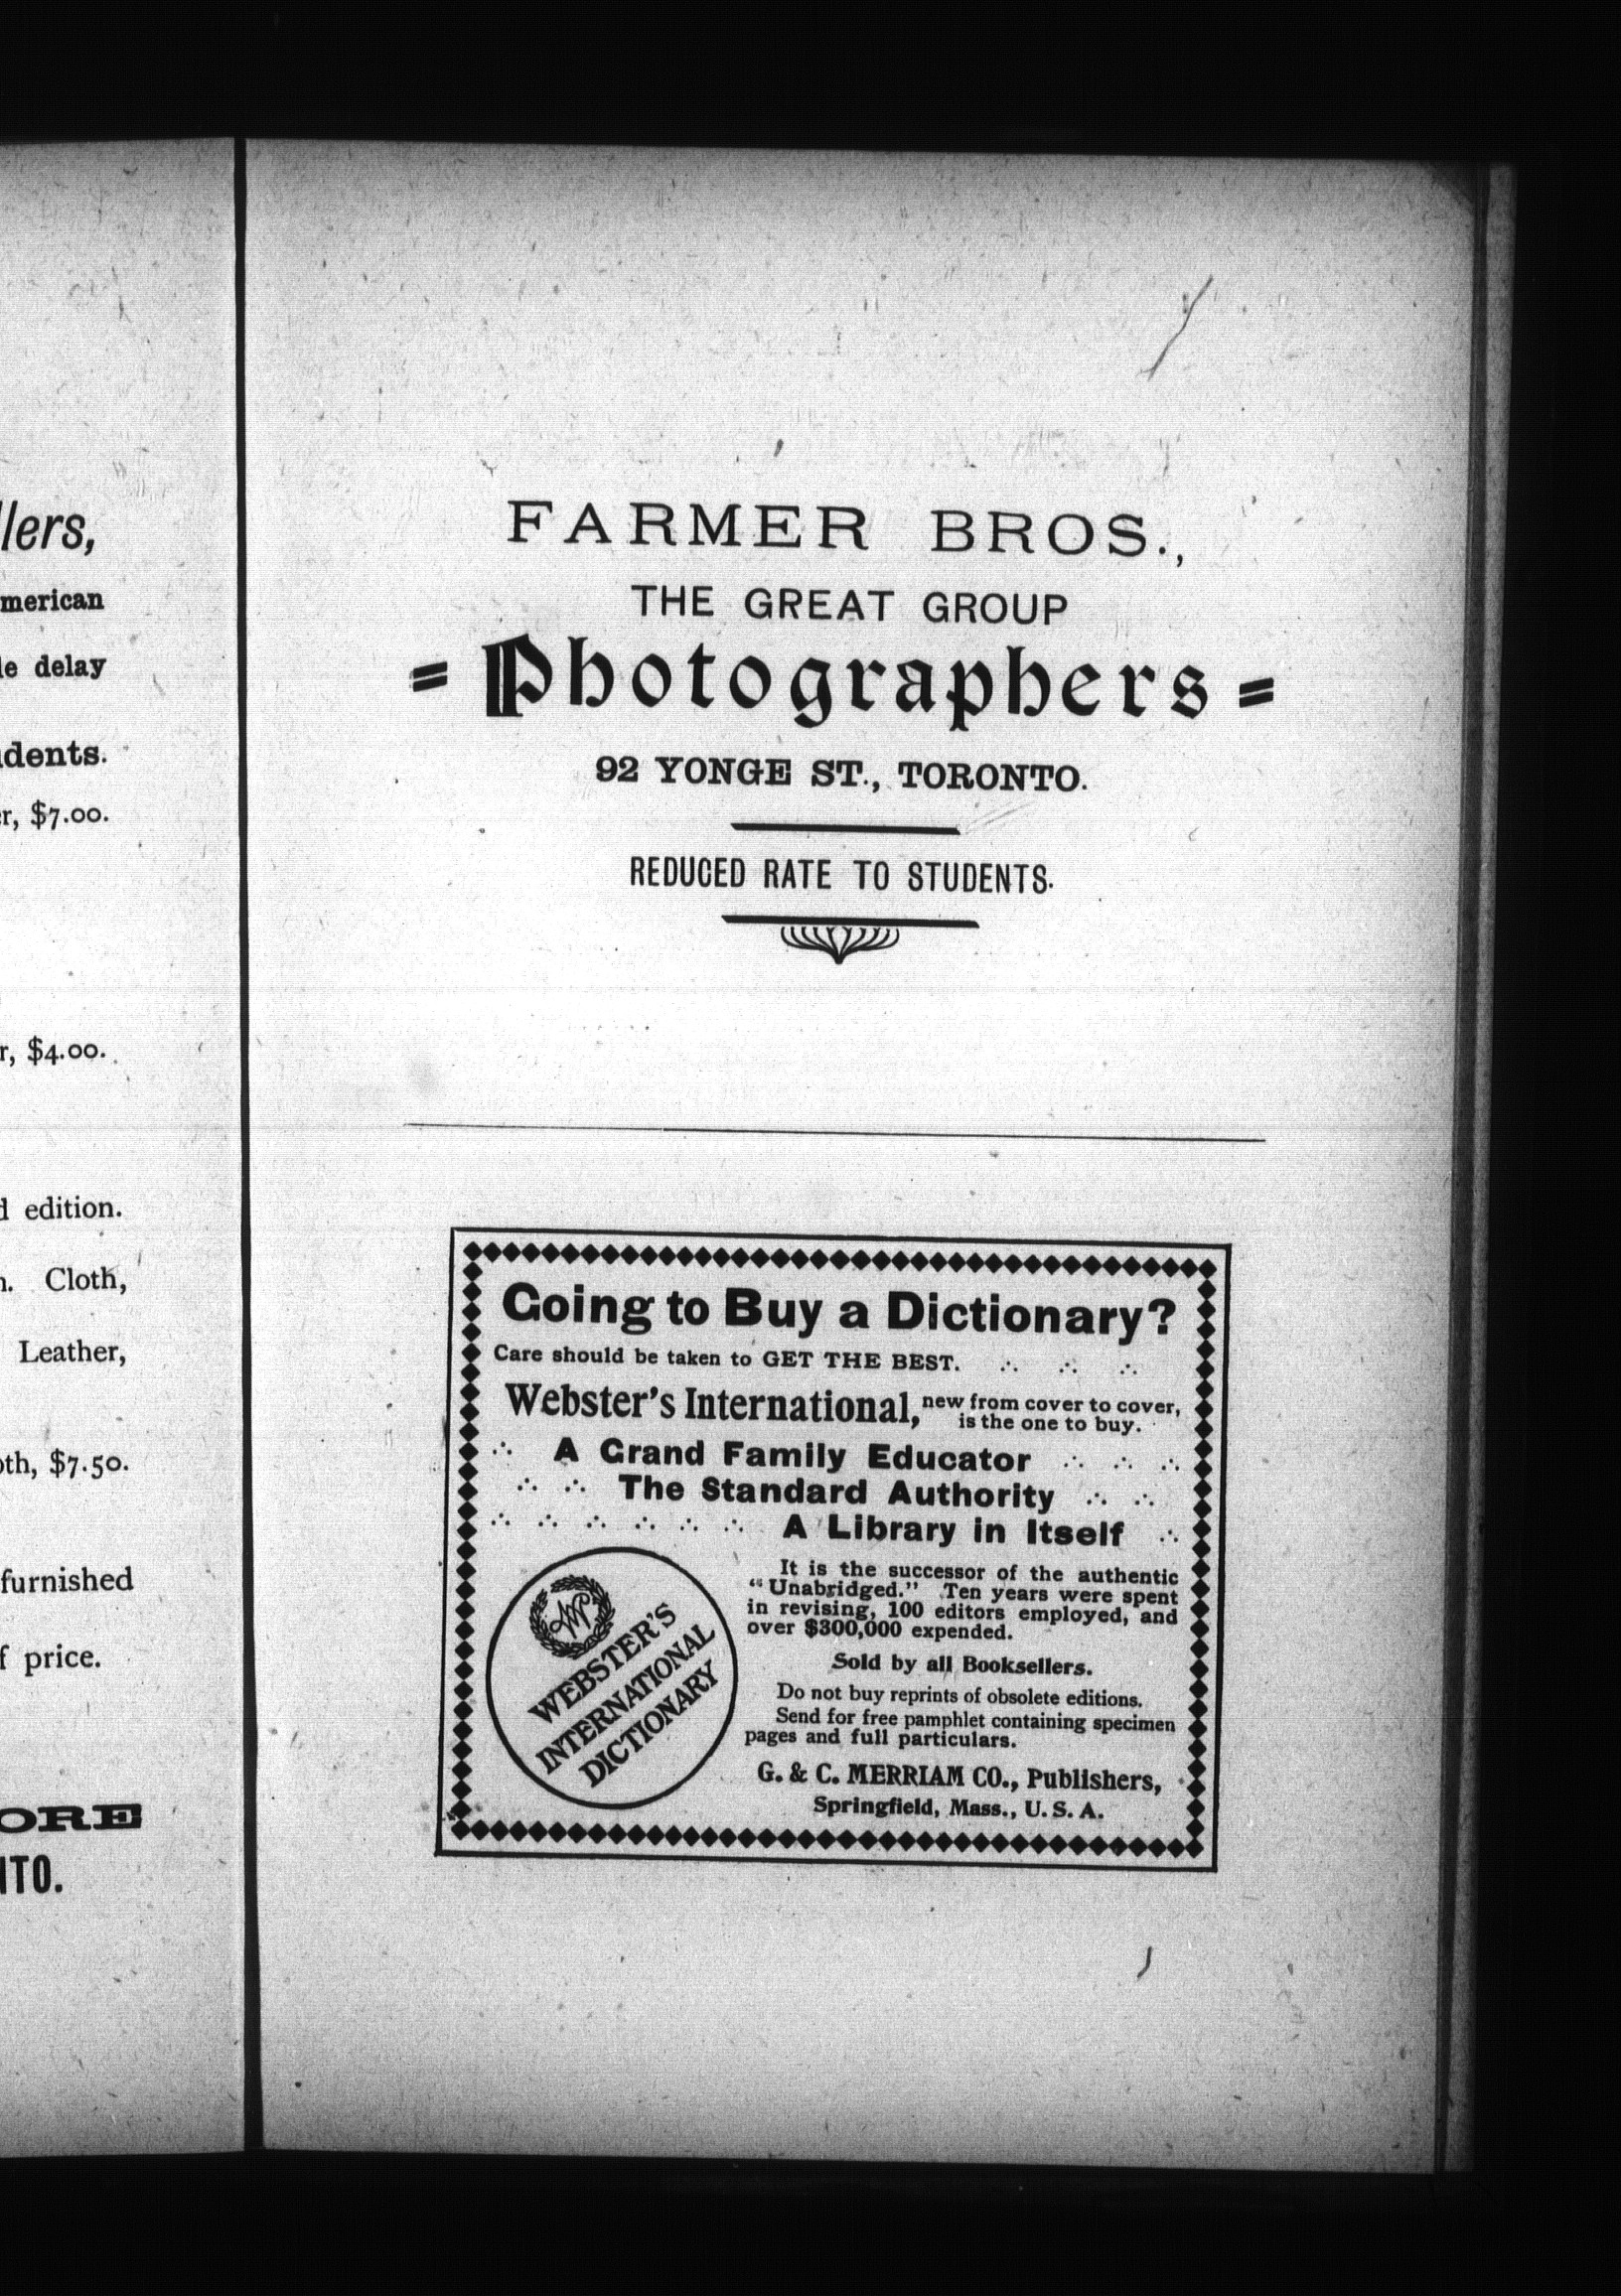 lers,
merican
le delay
dents.
r, $7.00.
r, $4.00.
d edition.
n. Cloth,
Leather,
oth, $7.50.
furnished
f price.
ORE
NTO.
FARMER BROS.,
THE GREAT GROUP
Photographers
92 YONGE ST., TORONTO.
REDUCED RATE TO STUDENTS.
Going to Buy a Dictionary?
Care should be taken to GET THE BEST.
Webster's International, new from cover to cover,
is the one to buy.
A Grand Family Educator
The Standard Authority
A Library in Itself
WEBSTER'S
INTERNATIONAL
DICTIONARY
It is the successor of the authentic
"Unabridged." Ten years were spent
in revising, 100 editors employed, and
over $300,000 expended.
Sold by all Booksellers.
Do not buy reprints of obsolete editions.
Send for free pamphlet containing specimen
pages and full particulars.
G. & C. MERRIAM CO., Publishers,
Springfield, Mass., U. S. A.